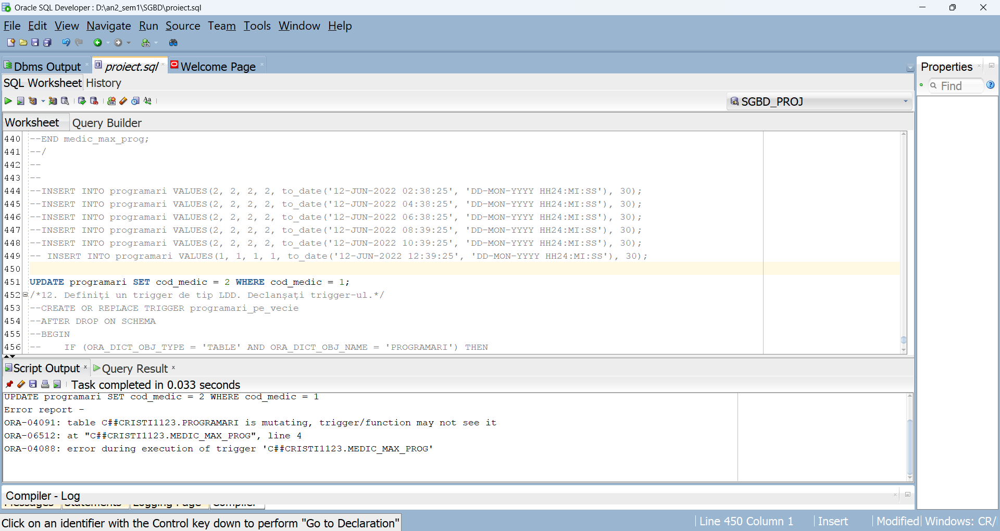 Oracle SQL Developer : D:\an2_sem1\SGBD\proiect.sql
File Edit View Navigate Run Source Team Tools Window Help
Dbms Output proiect.sql Welcome Page
Properties
SQL Worksheet History
Find
SGBD_PROJ
Worksheet Query Builder
440 --END medic_max_prog;
441 --/
442 --
443 --
444 --INSERT INTO programari VALUES(2, 2, 2, 2, to_date('12-JUN-2022 02:38:25', 'DD-MON-YYYY HH24:MI:SS'), 30);
445 --INSERT INTO programari VALUES(2, 2, 2, 2, to_date('12-JUN-2022 04:38:25', 'DD-MON-YYYY HH24:MI:SS'), 30);
446 --INSERT INTO programari VALUES(2, 2, 2, 2, to_date('12-JUN-2022 06:38:25', 'DD-MON-YYYY HH24:MI:SS'), 30);
447 --INSERT INTO programari VALUES(2, 2, 2, 2, to_date('12-JUN-2022 08:39:25', 'DD-MON-YYYY HH24:MI:SS'), 30);
448 --INSERT INTO programari VALUES(2, 2, 2, 2, to_date('12-JUN-2022 10:39:25', 'DD-MON-YYYY HH24:MI:SS'), 30);
449 -- INSERT INTO programari VALUES(1, 1, 1, 1, to_date('12-JUN-2022 12:39:25', 'DD-MON-YYYY HH24:MI:SS'), 30);
450
451 UPDATE programari SET cod_medic = 2 WHERE cod_medic = 1;
452 /*12. Definiți un trigger de tip LDD. Declanșați trigger-ul.*/
453 --CREATE OR REPLACE TRIGGER programari_pe_vecie
454 --AFTER DROP ON SCHEMA
455 --BEGIN
456 -- IF (ORA_DICT_OBJ_TYPE = 'TABLE' AND ORA_DICT_OBJ_NAME = 'PROGRAMARI') THEN
Script Output Query Result
Task completed in 0.033 seconds
UPDATE programari SET cod_medic = 2 WHERE cod_medic = 1
Error report -
ORA-04091: table C##CRISTI1123.PROGRAMARI is mutating, trigger/function may not see it
ORA-06512: at "C##CRISTI1123.MEDIC_MAX_PROG", line 4
ORA-04088: error during execution of trigger 'C##CRISTI1123.MEDIC_MAX_PROG'
Compiler - Log
Messages Statements Logging Page Compiler
Click on an identifier with the Control key down to perform "Go to Declaration"
Line 450 Column 1 Insert Modified Windows: CR/